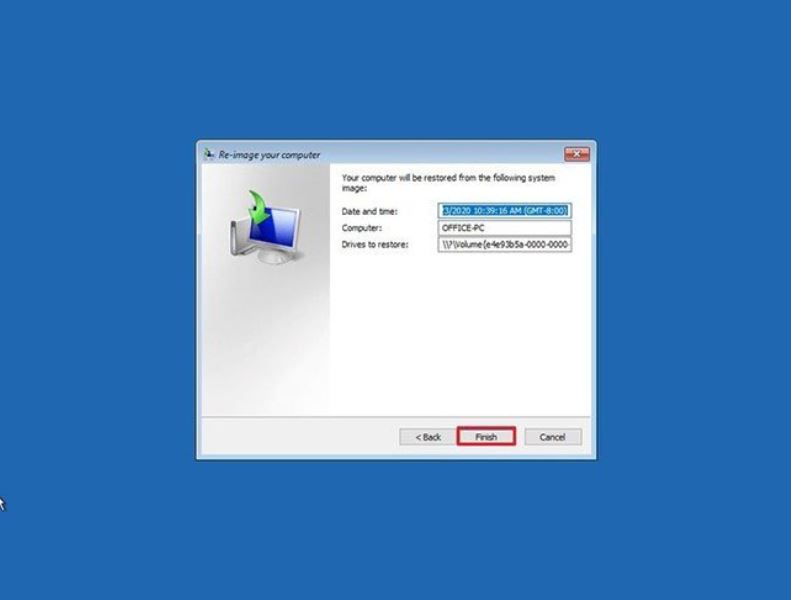 Re-image your computer
Your computer will be restored from the following system
image:
Date and time: 3/2020 10:39:16 AM (GMT-8:00)
Computer: OFFICE-PC
Drives to restore: \\?\Volume{e4e93b5a-0000-0000-
< Back Finish Cancel